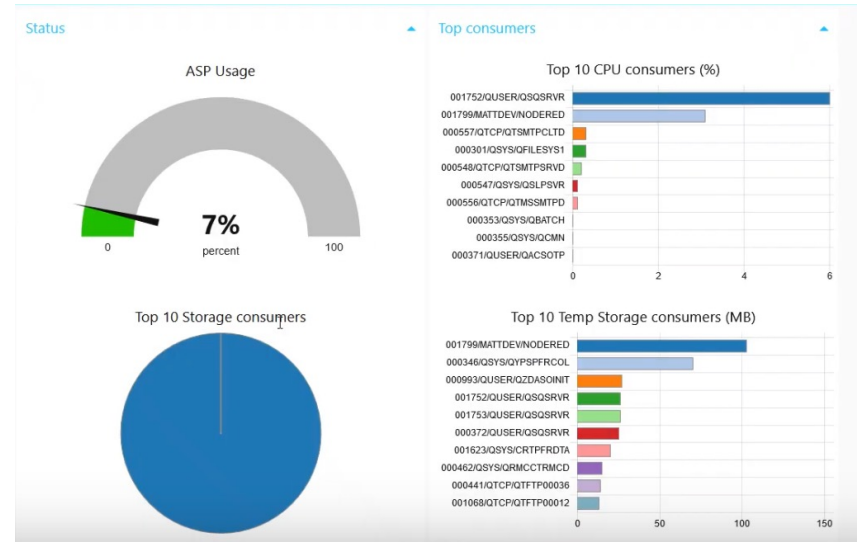 Status
ASP Usage
7%
percent
0
100
Top 10 Storage consumers
Top consumers
Top 10 CPU consumers (%)
001752/QUSER/QSQSRVR
001799/MATTDEV/NODERED
000557/QTCP/QTSMTPCLTD
000301/QSYS/QFILESYS1
000548/QTCP/QTSMTPSRVD
000547/QSYS/QSLPSVR
000556/QTCP/QTMSSMTPD
000353/QSYS/QBATCH
000355/QSYS/QCMN
000371/QUSER/QACSOTP
0 2 4 6
Top 10 Temp Storage consumers (MB)
001799/MATTDEV/NODERED
000346/QSYS/QYPSPFRCOL
000993/QUSER/QZDASOINIT
001752/QUSER/QSQSRVR
001753/QUSER/QSQSRVR
000372/QUSER/QSQSRVR
001623/QSYS/CRTPFRDTA
000462/QSYS/QRMCCTRMCD
000441/QTCP/QTFTP00036
001068/QTCP/QTFTP00012
0 50 100 150